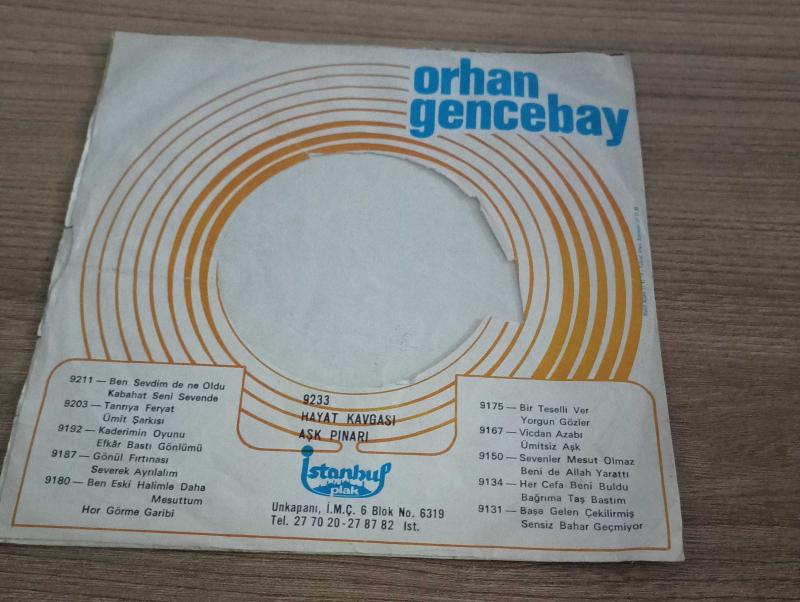 orhan
gencebay
9211 — Ben Sevdim de ne Oldu
Kabahat Seni Sevende
9203 — Tanrıya Feryat
Ümit Şarkısı
9192 — Kaderimin Oyunu
Efkâr Bastı Gönlümü
9187 — Gönül Fırtınası
Severek Ayrılalım
9180 — Ben Eski Halimle Daha
Mesuttum
Hor Görme Garibi
9233
HAYAT KAVGASI
AŞK PINARI
istanbul
plak
Unkapanı, İ.M.Ç. 6 Blok No. 6319
Tel. 27 70 20 - 27 87 82 İst.
9175 — Bir Teselli Ver
Yorgun Gözler
9167 — Vicdan Azabı
Ümitsiz Aşk
9150 — Sevenler Mesut Olmaz
Beni de Allah Yarattı
9134 — Her Cefa Beni Buldu
Bağrıma Taş Bastım
9131 — Başa Gelen Çekilirmiş
Sensiz Bahar Geçmiyor